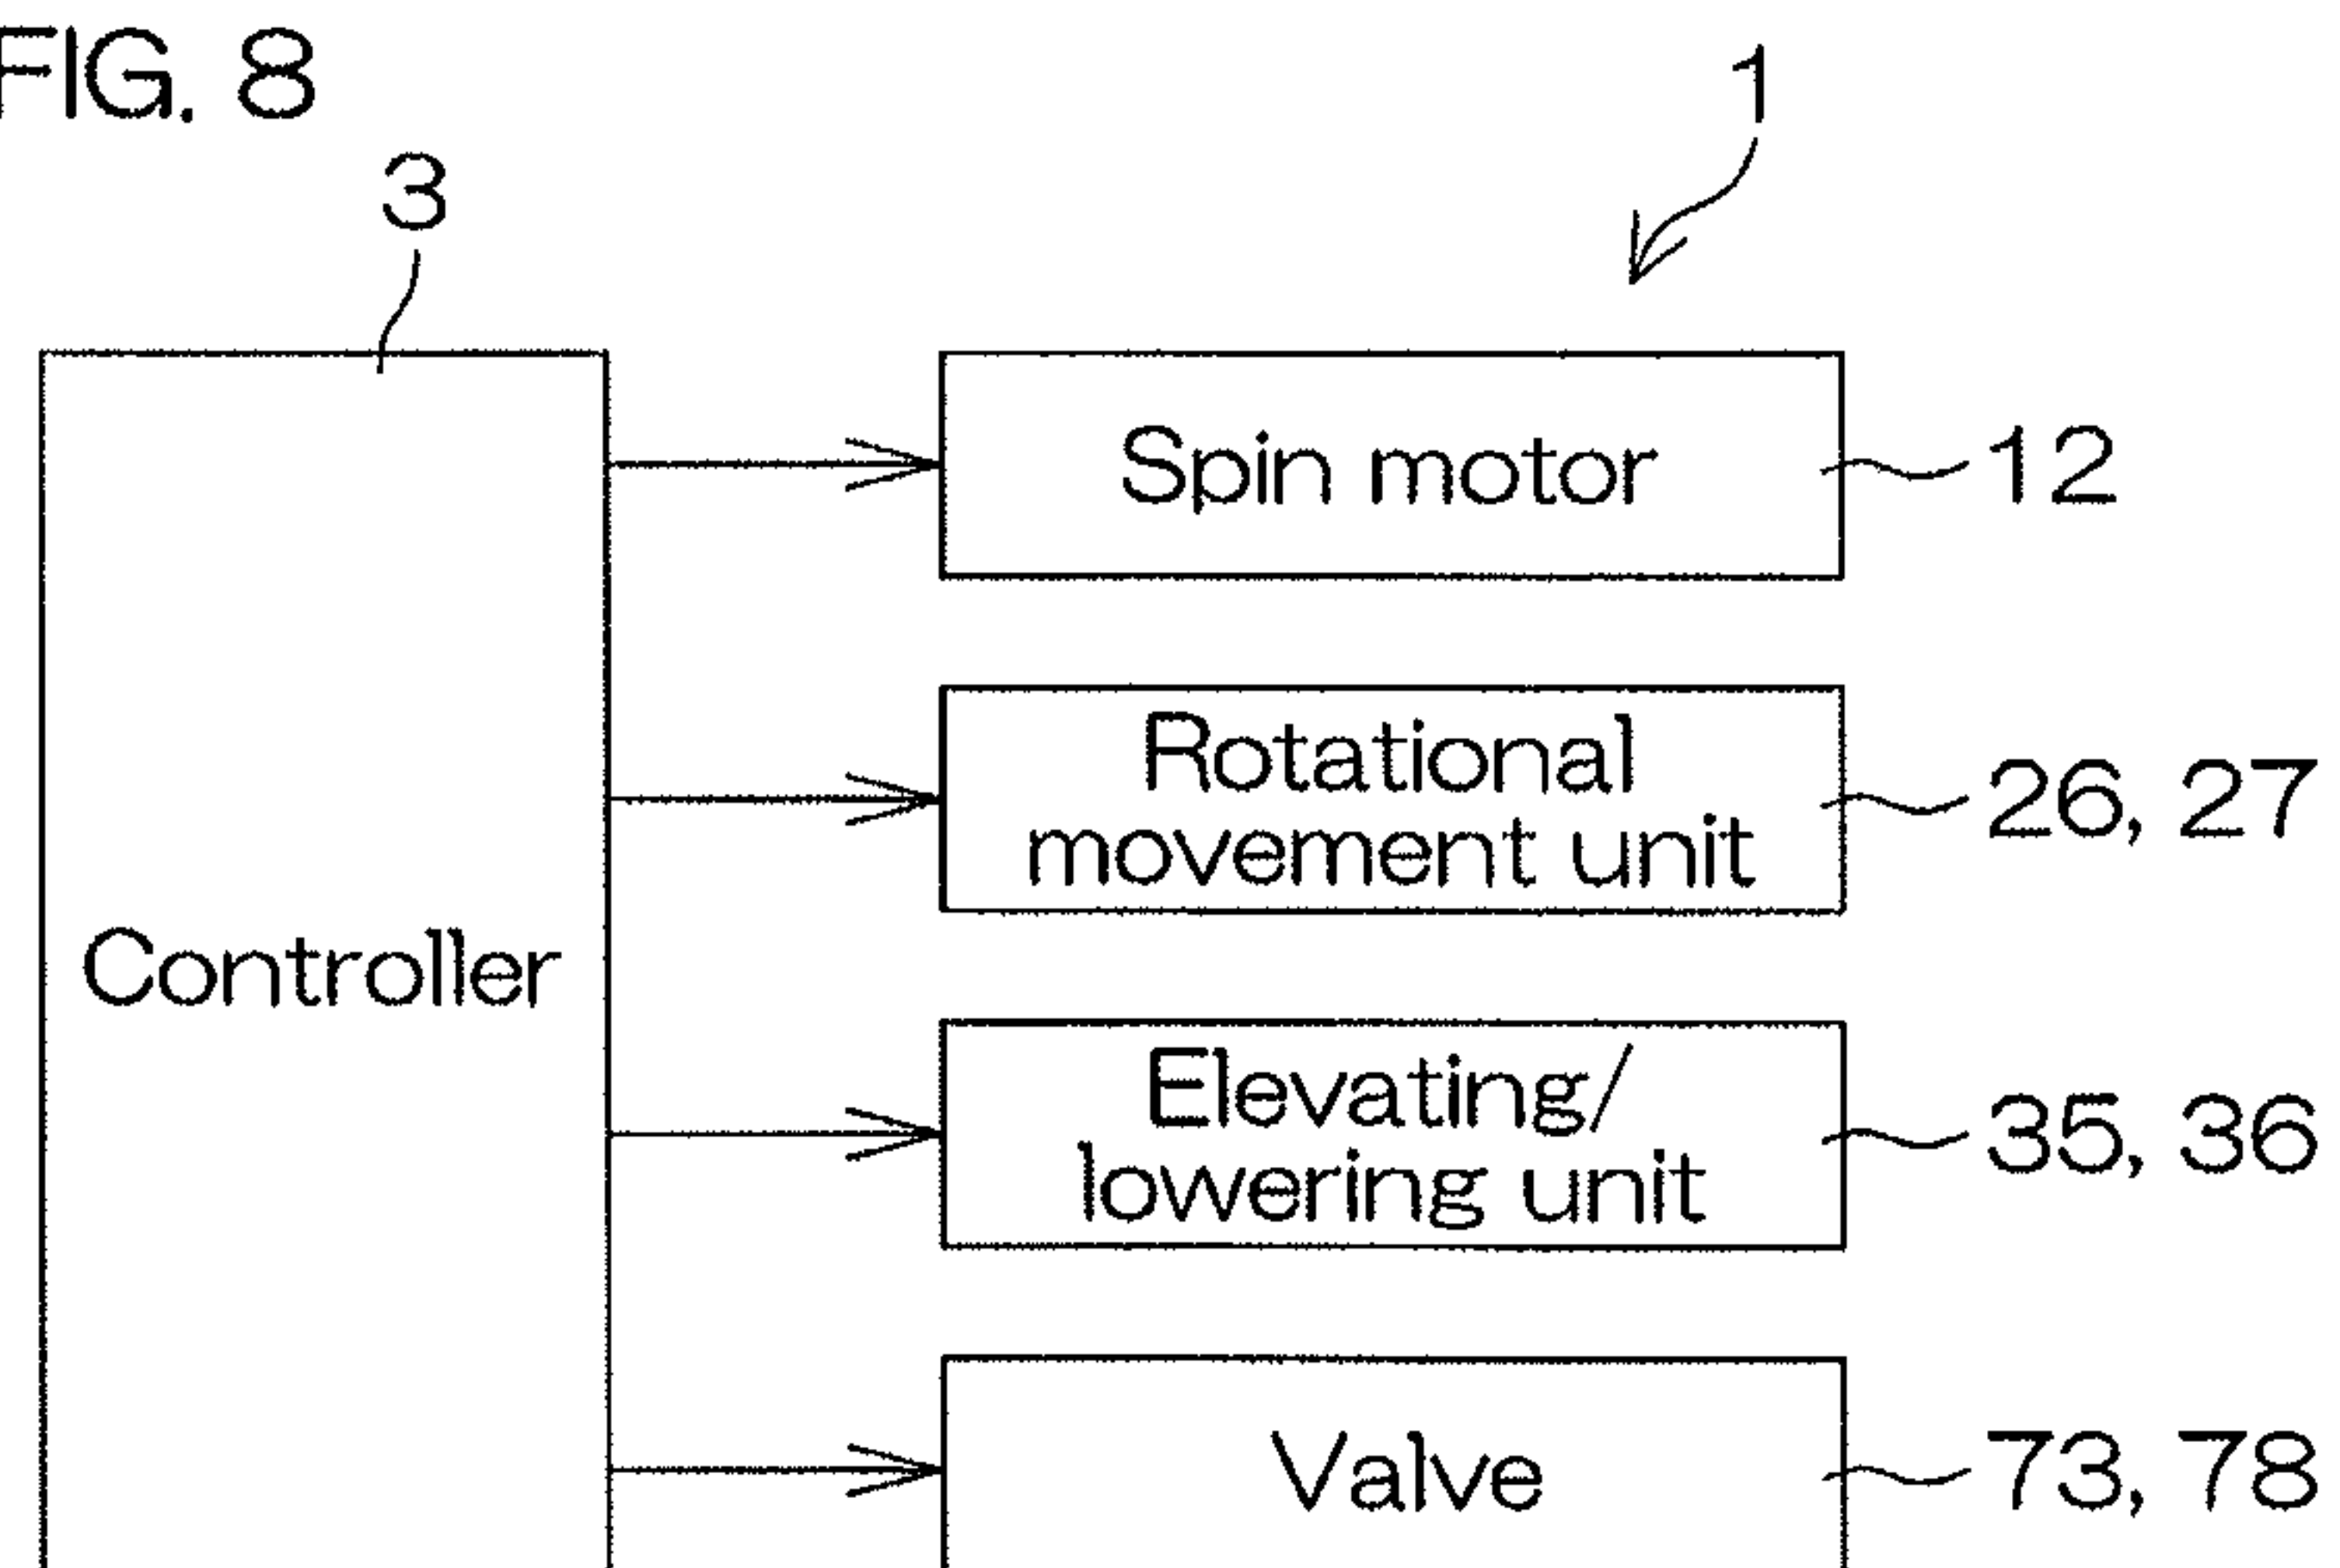 FIG. 8
1
3
Spin motor
12
Rotational
movement unit
26, 27
Controller
Elevating/
lowering unit
35, 36
Valve
73, 78